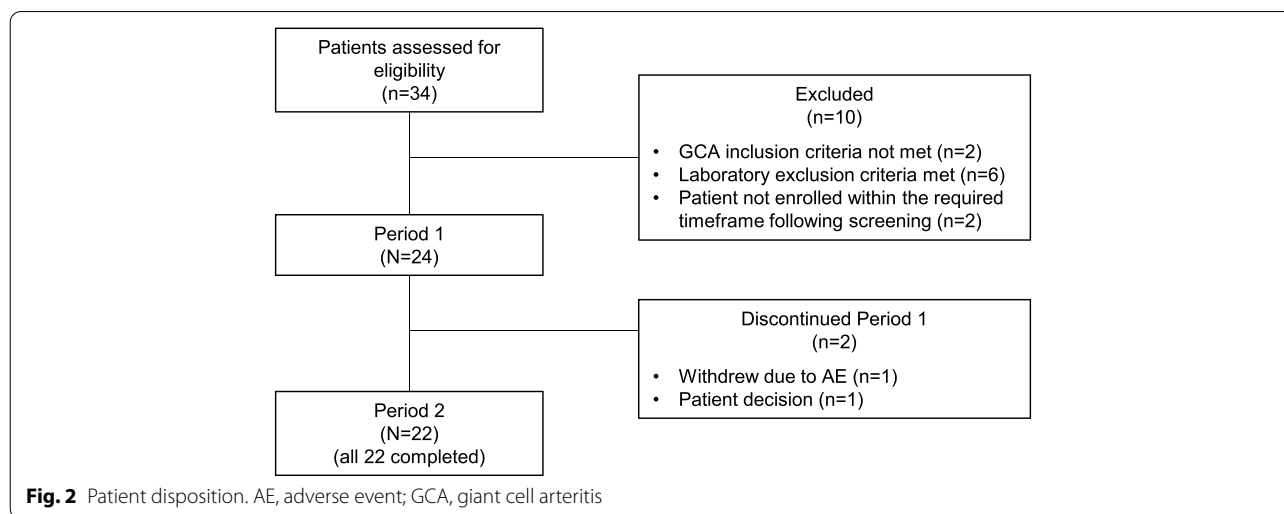 Patients assessed for
eligibility
(n=34)
Excluded
(n=10)
• GCA inclusion criteria not met (n=2)
• Laboratory exclusion criteria met (n=6)
• Patient not enrolled within the required
timeframe following screening (n=2)
Period 1
(N=24)
Discontinued Period 1
(n=2)
• Withdrew due to AE (n=1)
• Patient decision (n=1)
Period 2
(N=22)
(all 22 completed)
Fig. 2 Patient disposition. AE, adverse event; GCA, giant cell arteritis